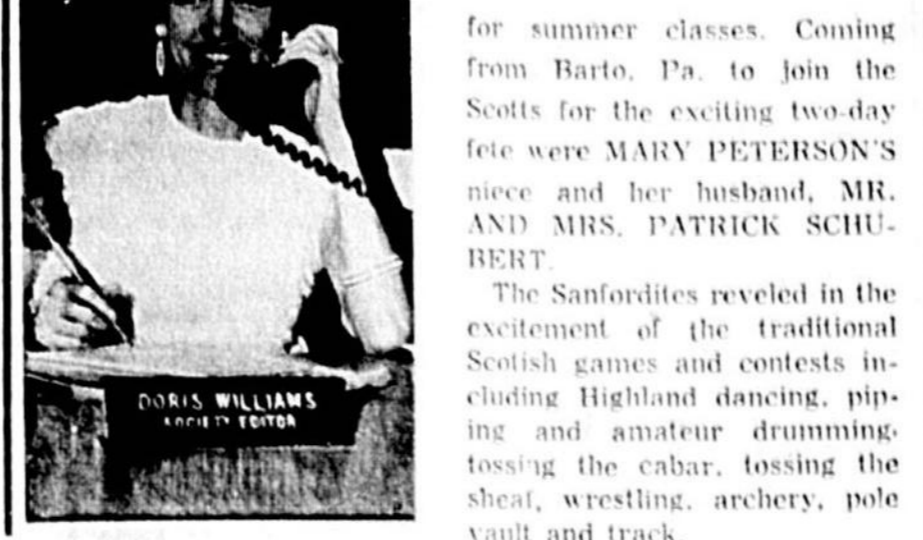 DORIS WILLIAMS
SOCIETY EDITOR
for summer classes. Coming
from Barto, Pa. to join the
Scotts for the exciting two-day
fete were MARY PETERSON'S
niece and her husband, MR.
AND MRS. PATRICK SCHU-
BERT.
The Sanfordites reveled in the
excitement of the traditional
Scotish games and contests in-
cluding Highland dancing, pip-
ing and amateur drumming,
tossing the cabar, tossing the
sheaf, wrestling, archery, pole
vault and track.